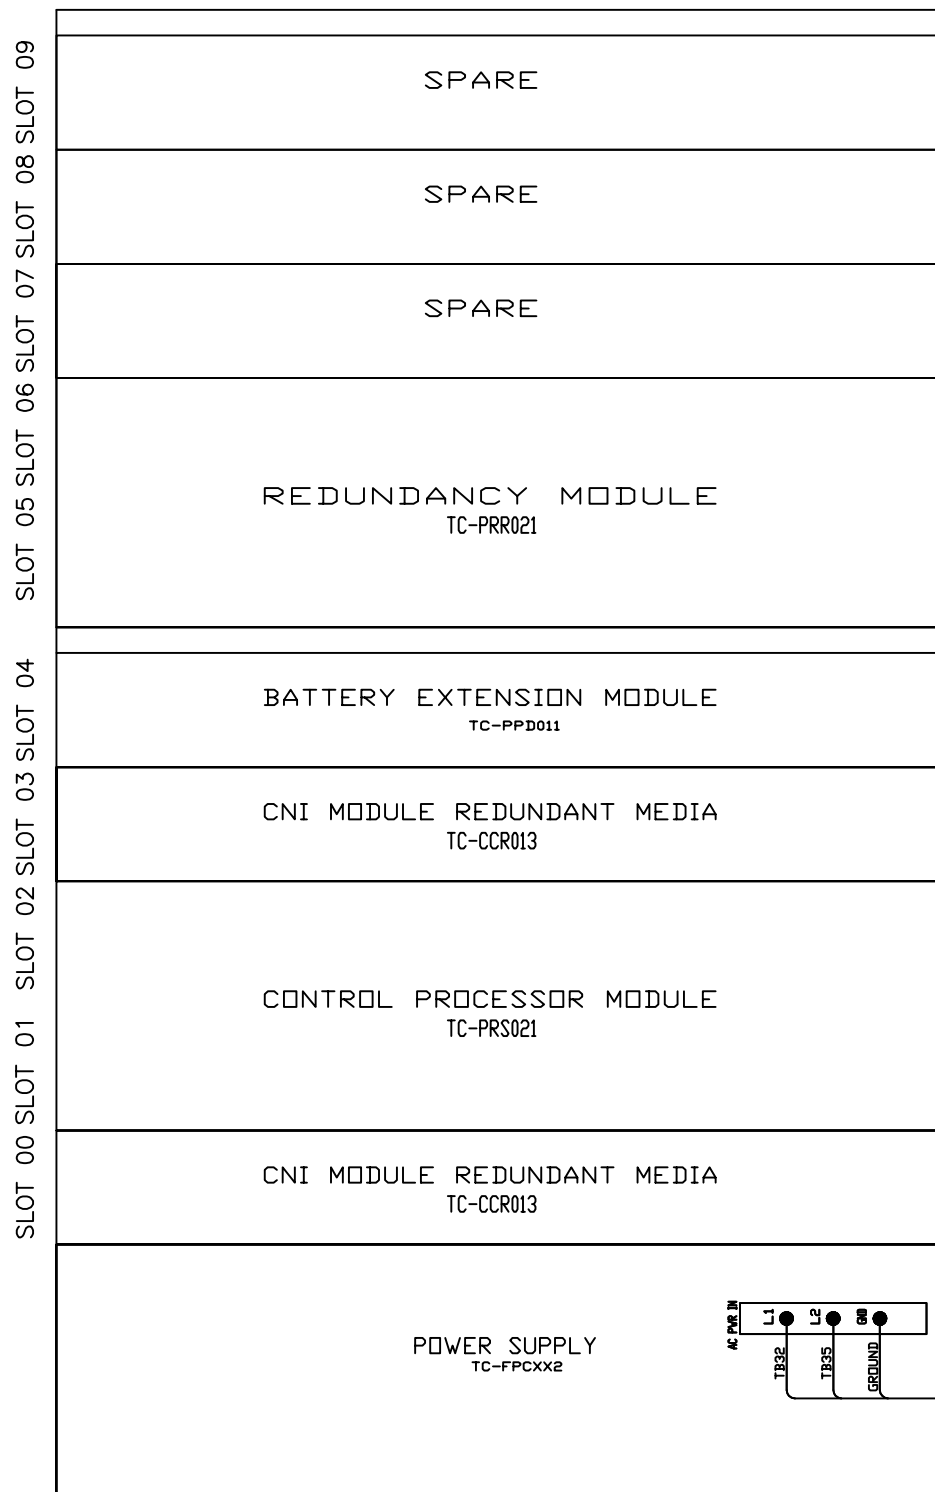 SLOT 09
SPARE
SLOT 08
SPARE
SLOT 07
SPARE
SLOT 06
SLOT 05
REDUNDANCY MODULE
TC-PRR021
SLOT 04
BATTERY EXTENSION MODULE
TC-PPD011
SLOT 03
CNI MODULE REDUNDANT MEDIA
TC-CCR013
SLOT 02
SLOT 01
CONTROL PROCESSOR MODULE
TC-PRS021
SLOT 00
CNI MODULE REDUNDANT MEDIA
TC-CCR013
POWER SUPPLY
TC-FPCXX2
AC PWR IN
L1
L2
GND
TB32
TB35
GROUND